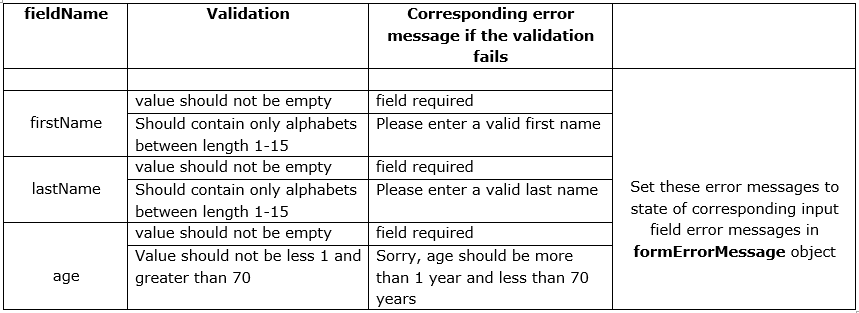 fieldName Validation Corresponding error
message if the validation
fails
firstName
value should not be empty field required
Should contain only alphabets Please enter a valid first name
between length 1-15
lastName
value should not be empty field required
Should contain only alphabets Please enter a valid last name
between length 1-15
age
value should not be empty field required
Value should not be less 1 and Sorry, age should be more
greater than 70 than 1 year and less than 70
years
Set these error messages to
state of corresponding input
field error messages in
formErrorMessage object